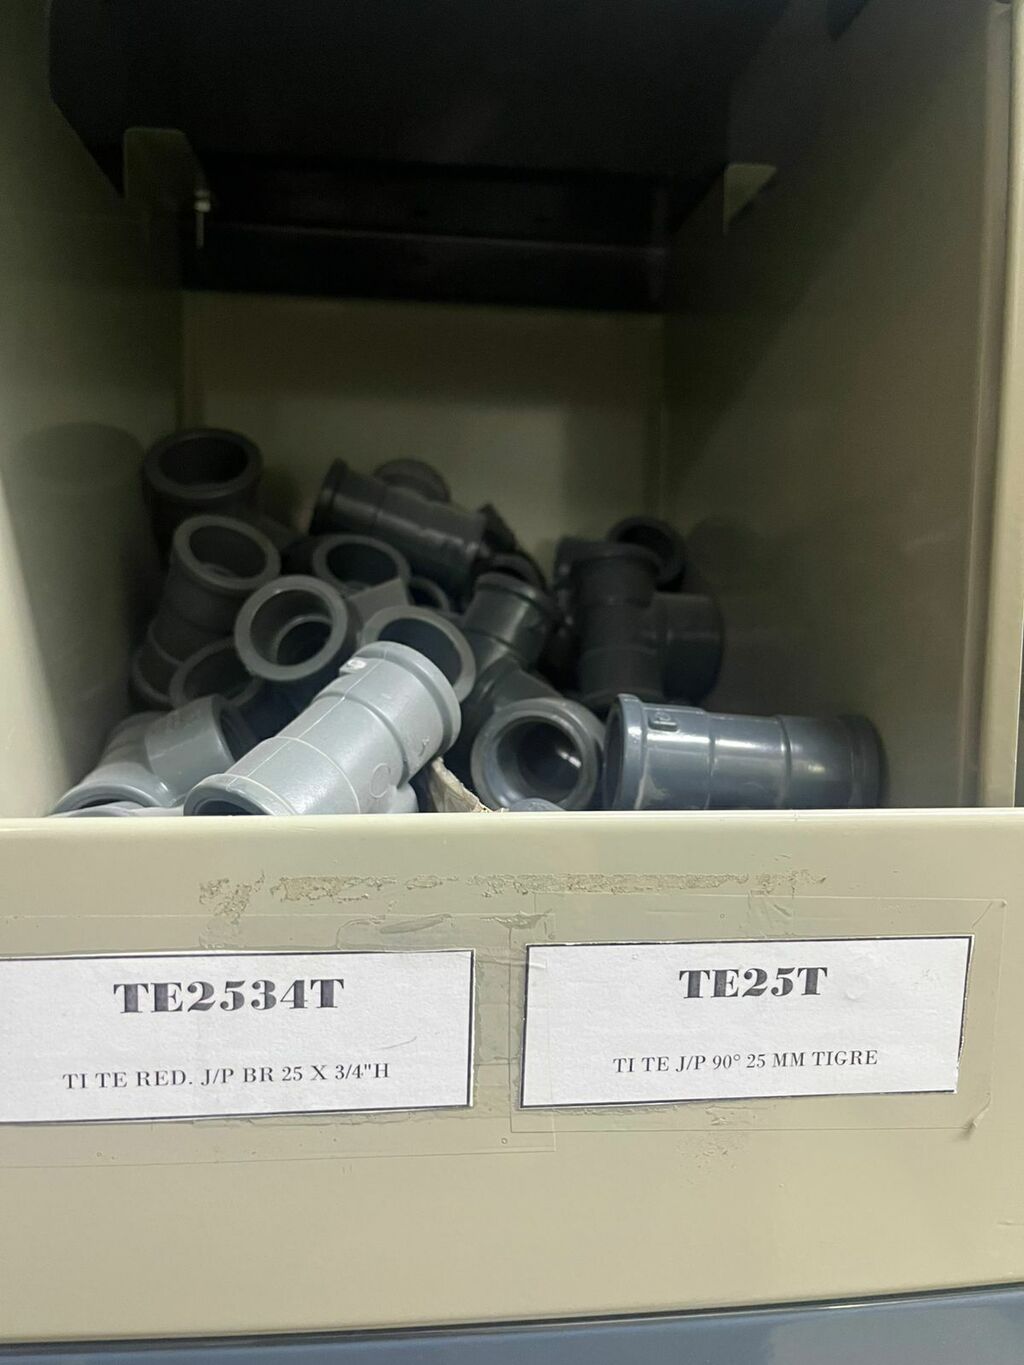 TE2534T
TI TE RED. J/P BR 25 X 3/4"H
TE25T
TI TE J/P 90° 25 MM TIGRE